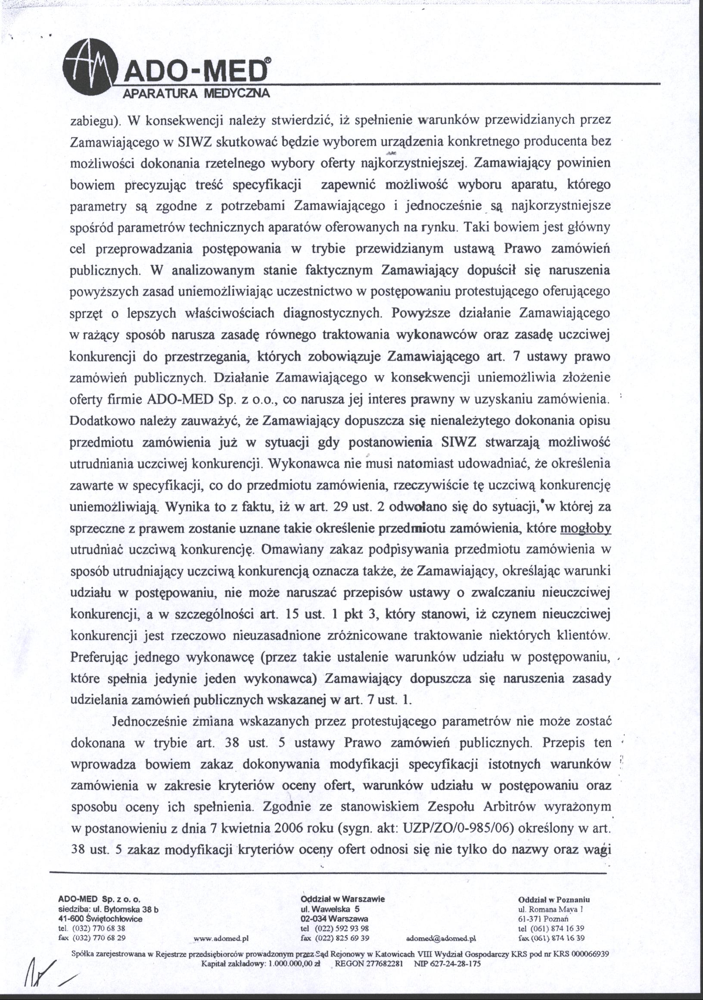 ADO-MED®
APARATURA MEDYCZNA
zabiegu). W konsekwencji należy stwierdzić, iż spełnienie warunków przewidzianych przez
Zamawiającego w SIWZ skutkować będzie wyborem urządzenia konkretnego producenta bez
możliwości dokonania rzetelnego wybory oferty najkorzystniejszej. Zamawiający powinien
bowiem precyzując treść specyfikacji zapewnić możliwość wyboru aparatu, którego
parametry są zgodne z potrzebami Zamawiającego i jednocześnie są najkorzystniejsze
spośród parametrów technicznych aparatów oferowanych na rynku. Taki bowiem jest główny
cel przeprowadzania postępowania w trybie przewidzianym ustawą Prawo zamówień
publicznych. W analizowanym stanie faktycznym Zamawiający dopuścił się naruszenia
powyższych zasad uniemożliwiając uczestnictwo w postępowaniu protestującego oferującego
sprzęt o lepszych właściwościach diagnostycznych. Powyższe działanie Zamawiającego
w rażący sposób narusza zasadę równego traktowania wykonawców oraz zasadę uczciwej
konkurencji do przestrzegania, których zobowiązuje Zamawiającego art. 7 ustawy prawo
zamówień publicznych. Działanie Zamawiającego w konsekwencji uniemożliwia złożenie
oferty firmie ADO-MED Sp. z o.o., co narusza jej interes prawny w uzyskaniu zamówienia.
Dodatkowo należy zauważyć, że Zamawiający dopuszcza się nienależytego dokonania opisu
przedmiotu zamówienia już w sytuacji gdy postanowienia SIWZ stwarzają możliwość
utrudniania uczciwej konkurencji. Wykonawca nie musi natomiast udowadniać, że określenia
zawarte w specyfikacji, co do przedmiotu zamówienia, rzeczywiście tę uczciwą konkurencję
uniemożliwiają. Wynika to z faktu, iż w art. 29 ust. 2 odwołano się do sytuacji, w której za
sprzeczne z prawem zostanie uznane takie określenie przedmiotu zamówienia, które mogłoby
utrudniać uczciwą konkurencję. Omawiany zakaz podpisywania przedmiotu zamówienia w
sposób utrudniający uczciwą konkurencją oznacza także, że Zamawiający, określając warunki
udziału w postępowaniu, nie może naruszać przepisów ustawy o zwalczaniu nieuczciwej
konkurencji, a w szczególności art. 15 ust. 1 pkt 3, który stanowi, iż czynem nieuczciwej
konkurencji jest rzeczowo nieuzasadnione zróżnicowane traktowanie niektórych klientów.
Preferując jednego wykonawcę (przez takie ustalenie warunków udziału w postępowaniu,
które spełnia jedynie jeden wykonawca) Zamawiający dopuszcza się naruszenia zasady
udzielania zamówień publicznych wskazanej w art. 7 ust. 1.
Jednocześnie zmiana wskazanych przez protestującego parametrów nie może zostać
dokonana w trybie art. 38 ust. 5 ustawy Prawo zamówień publicznych. Przepis ten
wprowadza bowiem zakaz dokonywania modyfikacji specyfikacji istotnych warunków
zamówienia w zakresie kryteriów oceny ofert, warunków udziału w postępowaniu oraz
sposobu oceny ich spełnienia. Zgodnie ze stanowiskiem Zespołu Arbitrów wyrażonym
w postanowieniu z dnia 7 kwietnia 2006 roku (sygn. akt: UZP/ZO/0-985/06) określony w art.
38 ust. 5 zakaz modyfikacji kryteriów oceny ofert odnosi się nie tylko do nazwy oraz wagi
ADO-MED Sp. z o. o.
siedziba: ul. Bytomska 38 b
41-600 Świętochłowice
tel. (032) 770 68 38
fax (032) 770 68 29
www.adomed.pl
Oddział w Warszawie
ul. Wawelska 5
02-034 Warszawa
tel (022) 592 93 98
fax (022) 825 69 39
adomed@adomed.pl
Oddział w Poznaniu
ul. Romana Maya 1
61-371 Poznań
tel (061) 874 16 39
fax (061) 874 16 39
Spółka zarejestrowana w Rejestrze przedsiębiorców prowadzonym przez Sąd Rejonowy w Katowicach VIII Wydział Gospodarczy KRS pod nr KRS 000066939
Kapitał zakładowy: 1.000.000,00 zł REGON 277682281 NIP 627-24-28-175